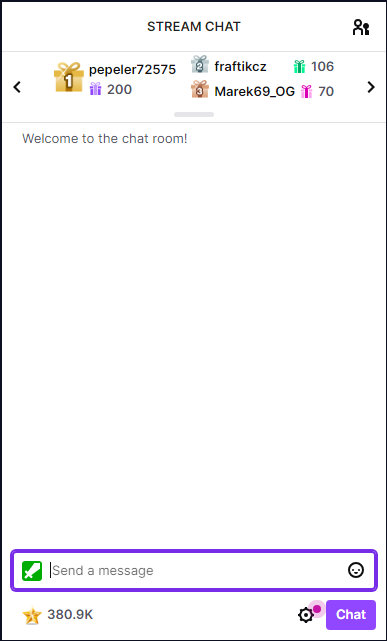 STREAM CHAT
1 pepeler72575
200
2 fraftikcz 106
3 Marek69_OG 70
Welcome to the chat room!
Send a message
380.9K
Chat